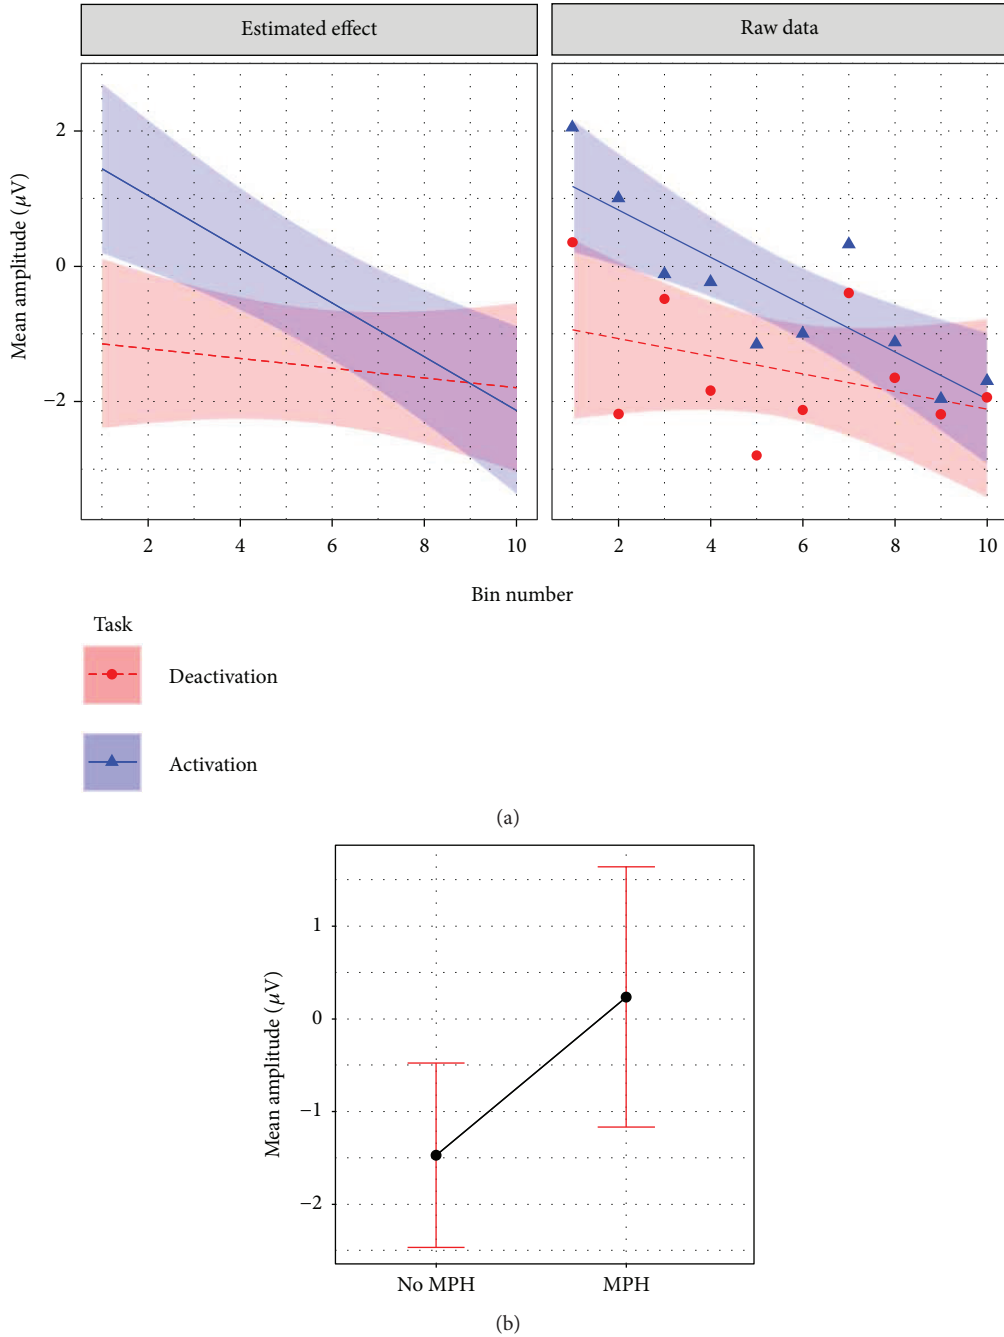 Estimated effect
Raw data
Mean amplitude (μV)
2
0
−2
2
4
6
8
10
2
4
6
8
10
Bin number
Task
Deactivation
Activation
(a)
Mean amplitude (μV)
1
0
−1
−2
No MPH
MPH
(b)